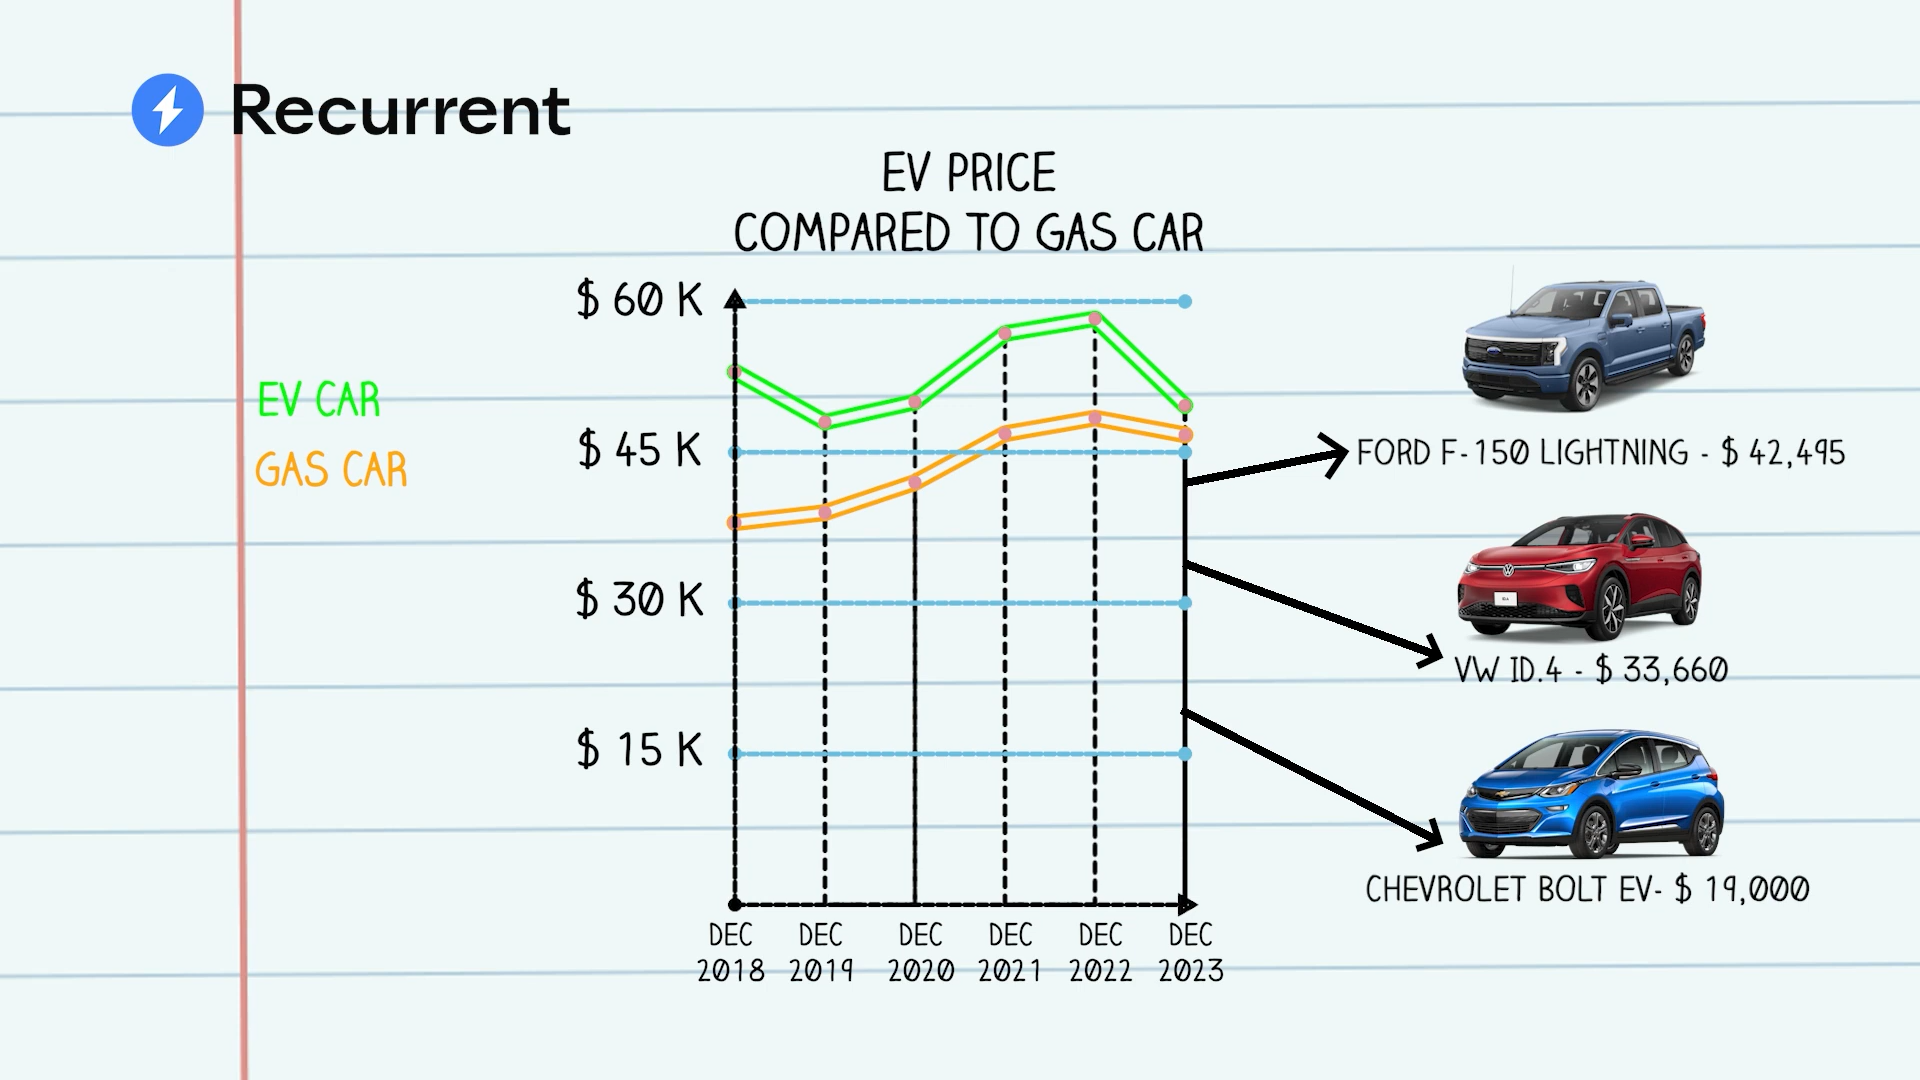 Recurrent
EV PRICE
COMPARED TO GAS CAR
$ 60 K
EV CAR
$ 45 K
GAS CAR
$ 30 K
$ 15 K
DEC DEC DEC DEC DEC DEC
2018 2019 2020 2021 2022 2023
FORD F-150 LIGHTNING - $ 42,495
VW ID.4 - $ 33,660
CHEVROLET BOLT EV- $ 19,000